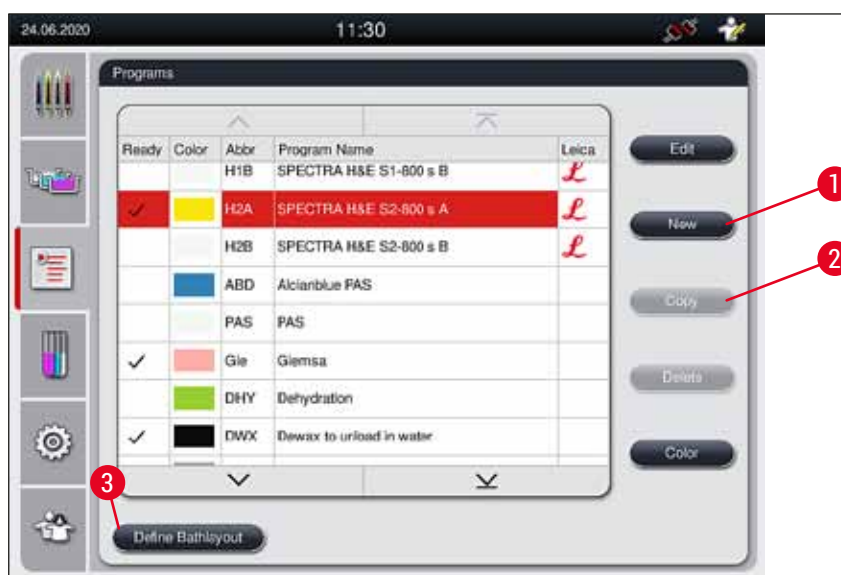 24.06.2020 11:30
Programs
Ready Color Abbr Program Name Leica
H1B SPECTRA H&E S1-800 s B L
H2A SPECTRA H&E S2-800 s A L
H2B SPECTRA H&E S2-800 s B L
ABD Alcianblue PAS
PAS PAS
Gie Giemsa
DHY Dehydration
DWX Dewax to unload in water
Edit
New
Copy
Delete
Color
1
2
3
Define Bathlayout